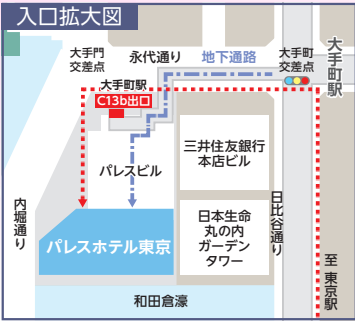 入口拡大図
大手門
交差点
永代通り
地下通路
大手町
交差点
大手町駅
大手町駅
C13b出口
三井住友銀行
本店ビル
パレスビル
内堀通り
日比谷通り
日本生命
丸の内
ガーデン
タワー
パレスホテル東京
至 東京駅
和田倉濠